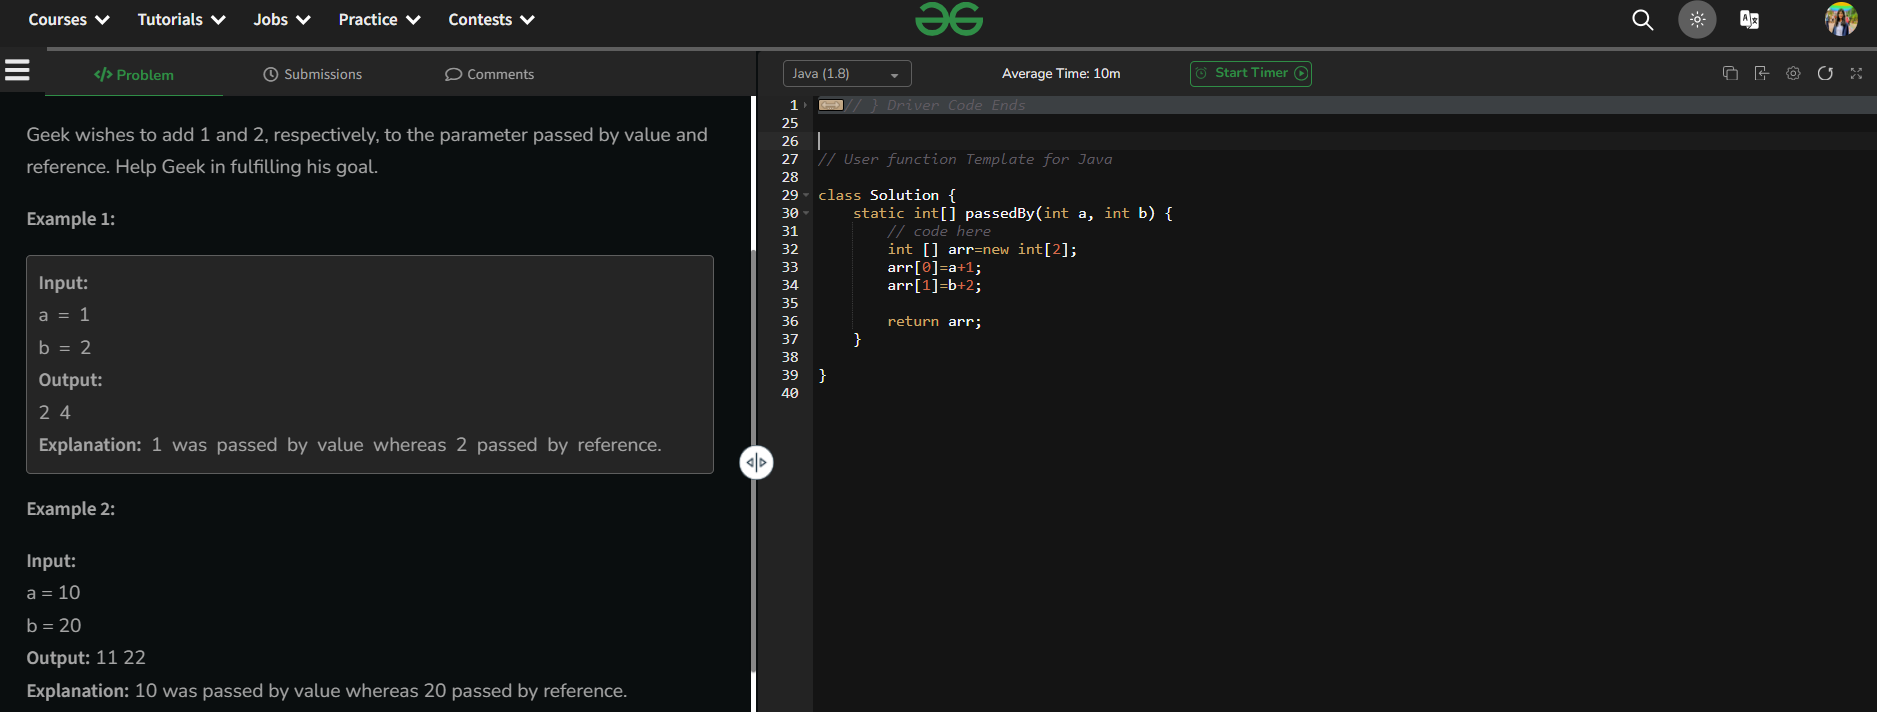 Courses Tutorials Jobs Practice Contests
Problem Submissions Comments
Geek wishes to add 1 and 2, respectively, to the parameter passed by value and
reference. Help Geek in fulfilling his goal.
Example 1:
Input:
a = 1
b = 2
Output:
2 4
Explanation: 1 was passed by value whereas 2 passed by reference.
Example 2:
Input:
a = 10
b = 20
Output: 11 22
Explanation: 10 was passed by value whereas 20 passed by reference.
Java (1.8) Average Time: 10m Start Timer
1 // } Driver Code Ends
25
26
27 // User function Template for Java
28
29 class Solution {
30 static int[] passedBy(int a, int b) {
31 // code here
32 int [] arr=new int[2];
33 arr[0]=a+1;
34 arr[1]=b+2;
35
36 return arr;
37 }
38
39 }
40